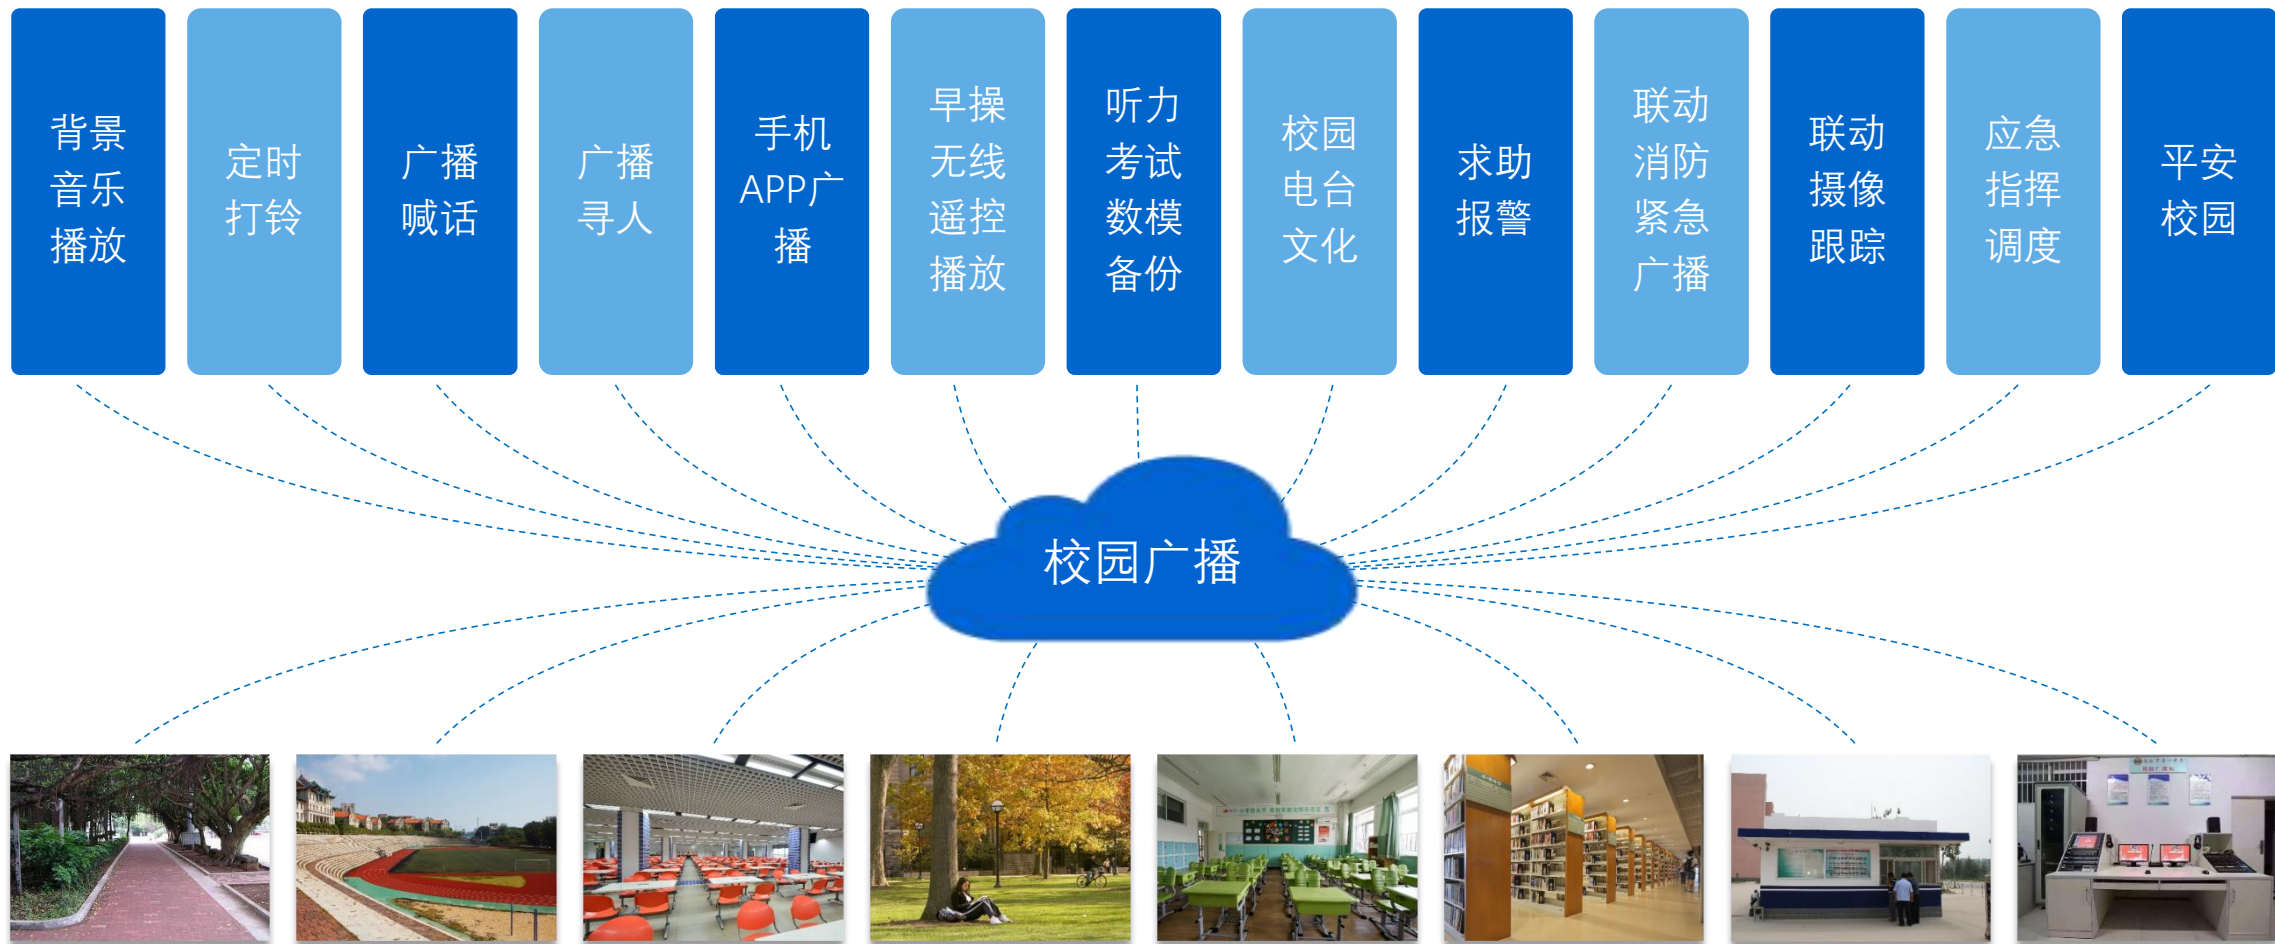 背景
音乐
播放
定时
打铃
广播
喊话
广播
寻人
手机
APP广
播
早操
无线
遥控
播放
听力
考试
数模
备份
校园
电台
文化
求助
报警
联动
消防
紧急
广播
联动
摄像
跟踪
应急
指挥
调度
平安
校园
校园广播